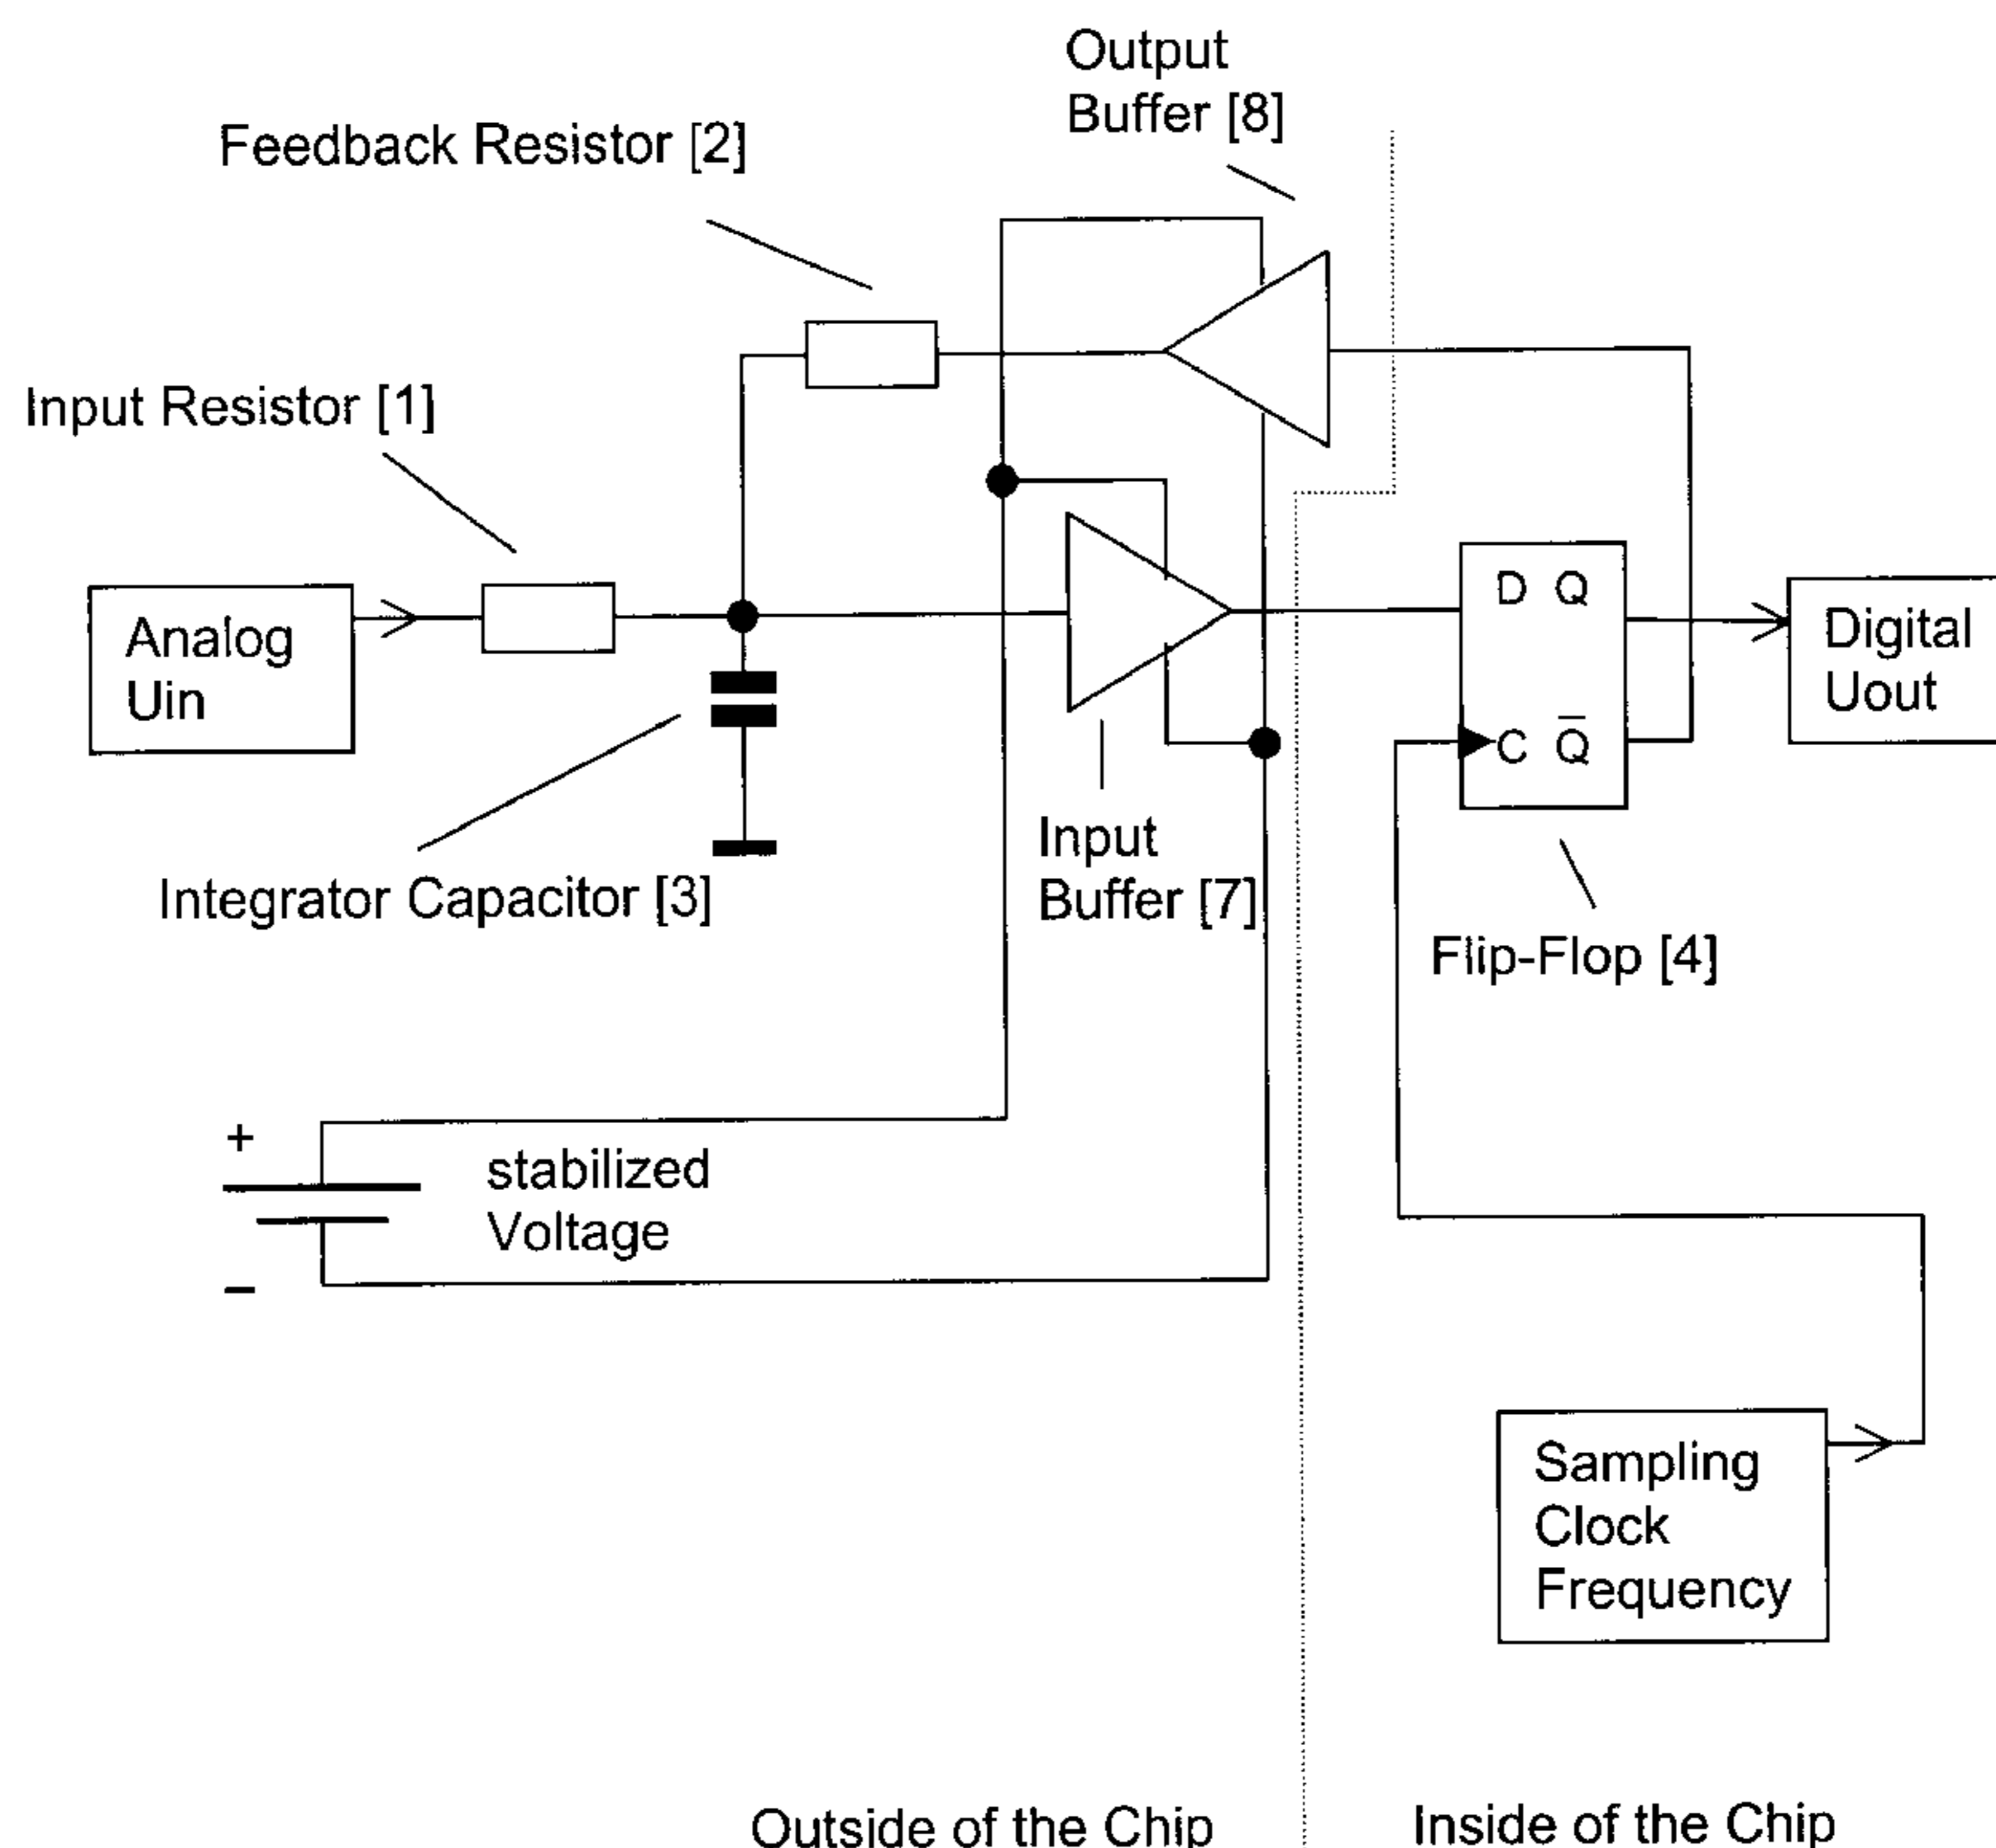 Output
Buffer [8]
Feedback Resistor [2]
Input Resistor [1]
Analog
Uin
D Q
C Q̅
Digital
Uout
Input
Buffer [7]
Integrator Capacitor [3]
Flip-Flop [4]
+
stabilized
Voltage
–
Sampling
Clock
Frequency
Outside of the Chip
Inside of the Chip